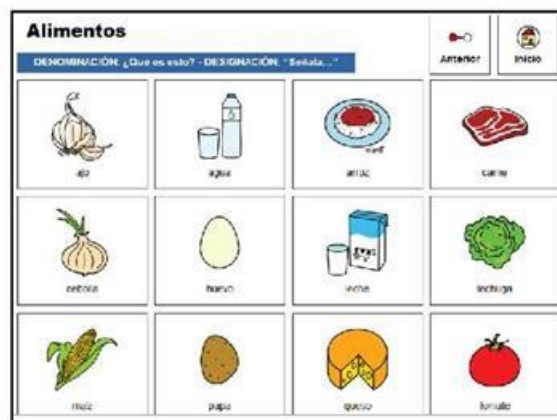 Alimentos
Anterior
Inicio
DENOMINACIÓN: ¿Qué es esto? - DESIGNACIÓN: "Señala..."
ajo
agua
arroz
carne
cebolla
huevo
leche
lechuga
maíz
papa
queso
tomate